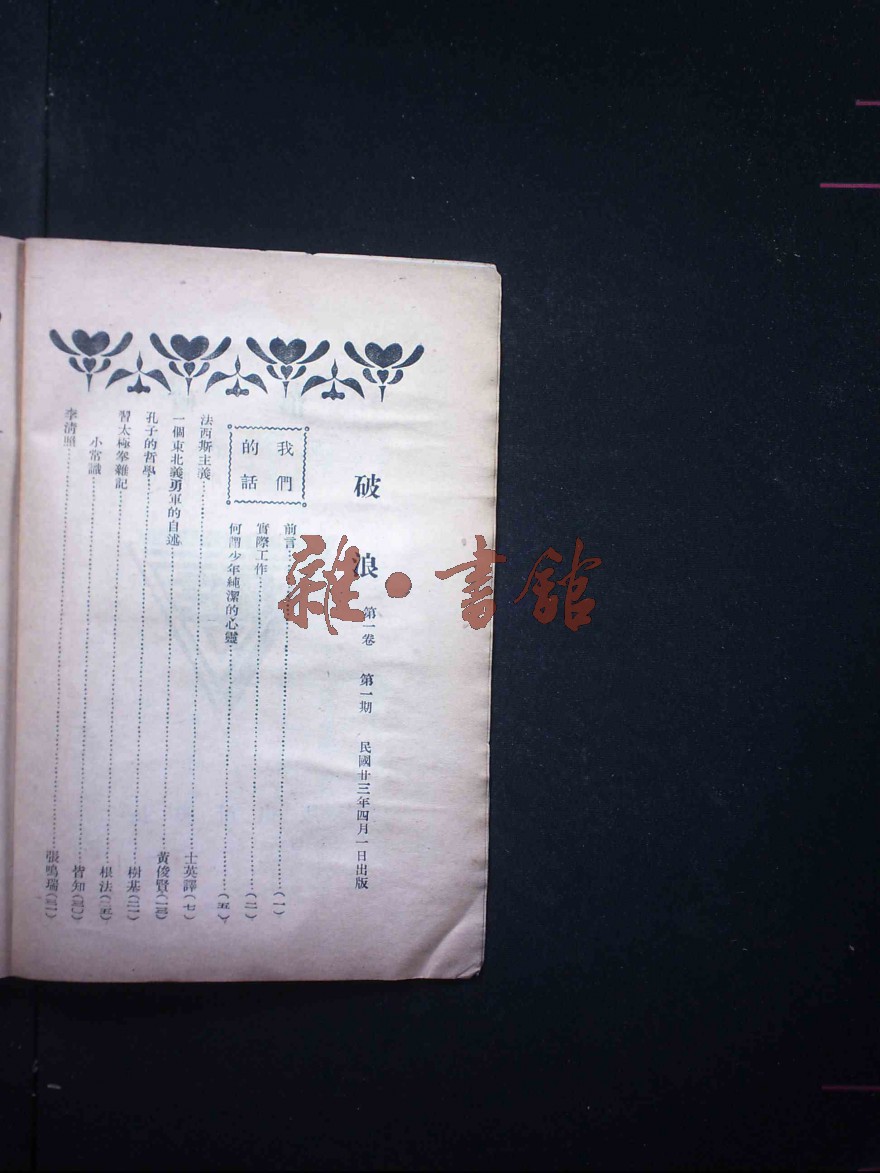 破浪 第一卷 第一期 民國廿三年四月一日出版
我們的話
前言(一)
實際工作(二)
何謂少年純潔的心靈(五)
法西斯主義 士英譯(七)
一個東北義勇軍的自述 黃俊賢(一三)
孔子的哲學 樹基(二一)
習太極拳雜記 根法(二五)
小常識 皆知(三〇)
李清照 張鳴瑞(三一)
雜·書館